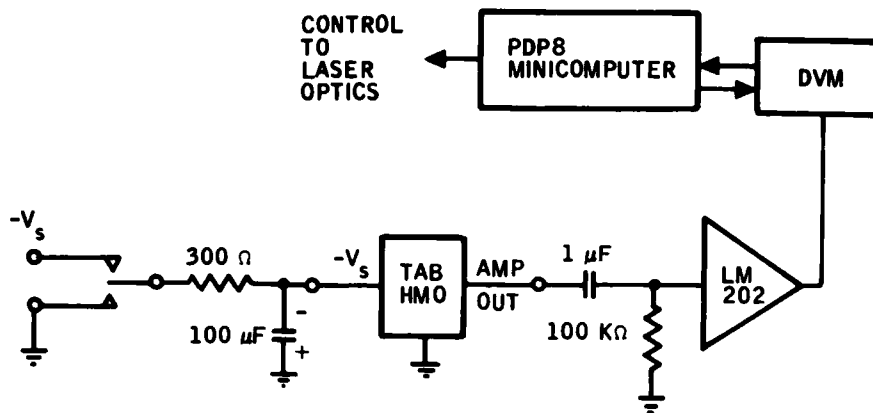 CONTROL
TO
LASER
OPTICS
PDP8
MINICOMPUTER
DVM
-Vs
300 Ω
-Vs
100 μF
-
+
TAB
HMO
AMP
OUT
1 μF
100 KΩ
LM
202